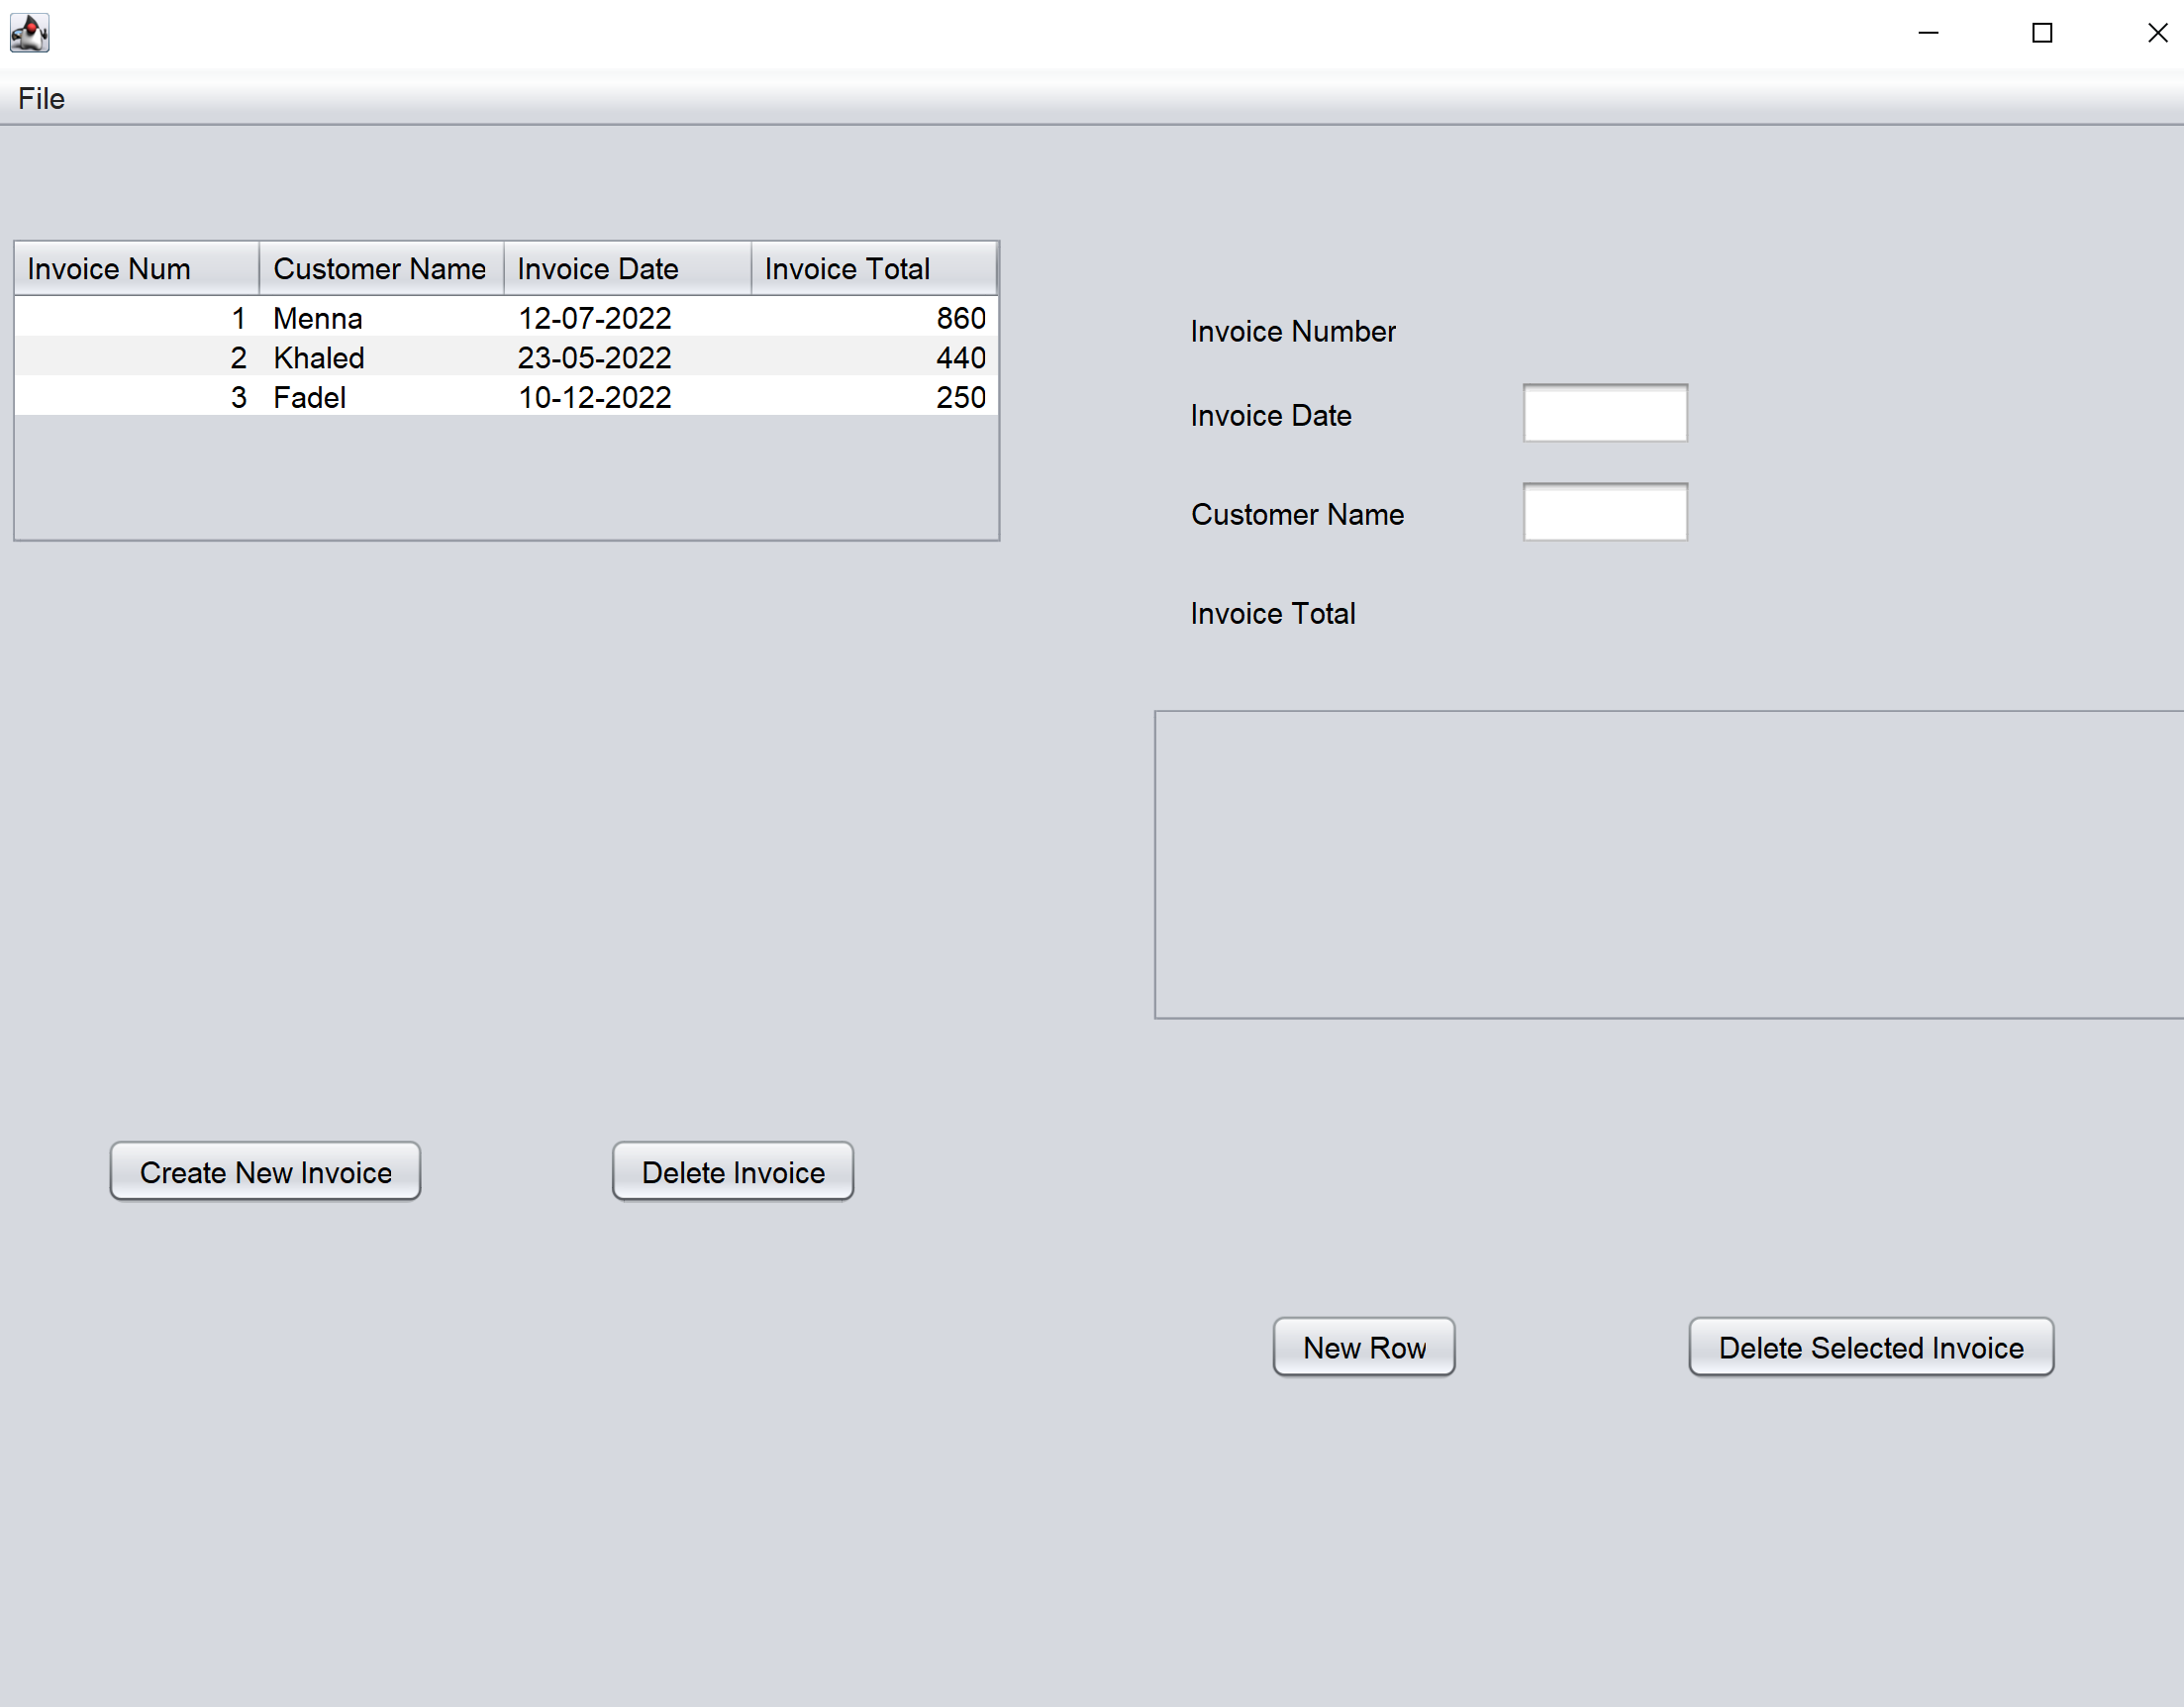 File
Invoice Num Customer Name Invoice Date Invoice Total
1 Menna 12-07-2022 860
2 Khaled 23-05-2022 440
3 Fadel 10-12-2022 250
Invoice Number
Invoice Date
Customer Name
Invoice Total
Create New Invoice Delete Invoice
New Row Delete Selected Invoice